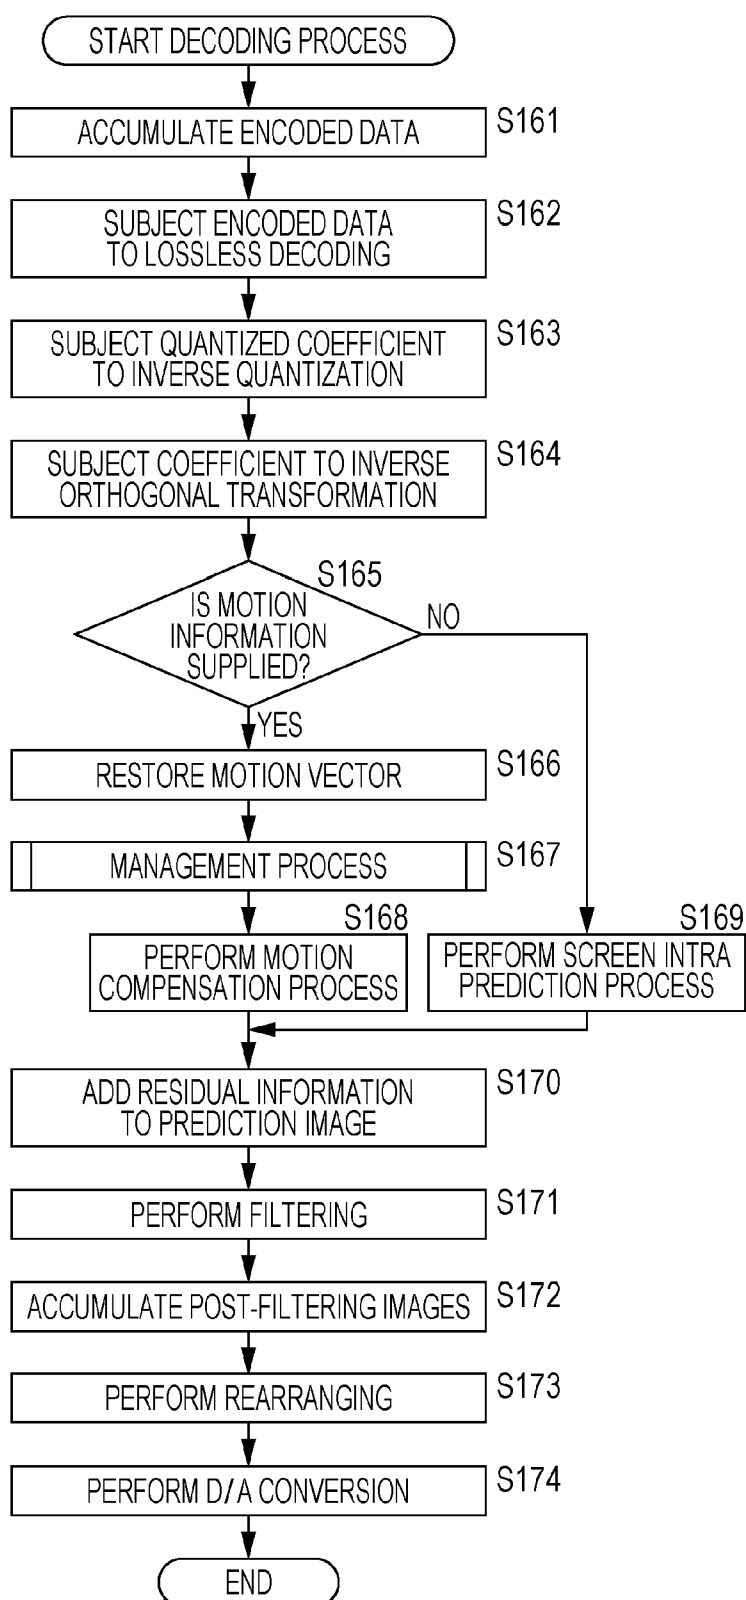 START DECODING PROCESS
ACCUMULATE ENCODED DATA
S161
SUBJECT ENCODED DATA
TO LOSSLESS DECODING
S162
SUBJECT QUANTIZED COEFFICIENT
TO INVERSE QUANTIZATION
S163
SUBJECT COEFFICIENT TO INVERSE
ORTHOGONAL TRANSFORMATION
S164
S165
IS MOTION
INFORMATION
SUPPLIED?
NO
YES
RESTORE MOTION VECTOR
S166
MANAGEMENT PROCESS
S167
S168
PERFORM MOTION
COMPENSATION PROCESS
S169
PERFORM SCREEN INTRA
PREDICTION PROCESS
ADD RESIDUAL INFORMATION
TO PREDICTION IMAGE
S170
PERFORM FILTERING
S171
ACCUMULATE POST-FILTERING IMAGES
S172
PERFORM REARRANGING
S173
PERFORM D/A CONVERSION
S174
END